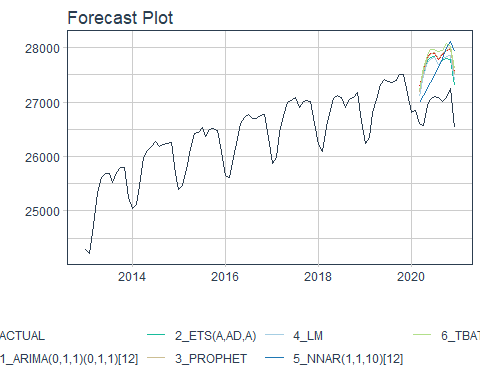 Forecast Plot
28000
27000
26000
25000
2014 2016 2018 2020
ACTUAL 2_ETS(A,AD,A) 4_LM 6_TBAT
1_ARIMA(0,1,1)(0,1,1)[12] 3_PROPHET 5_NNAR(1,1,10)[12]